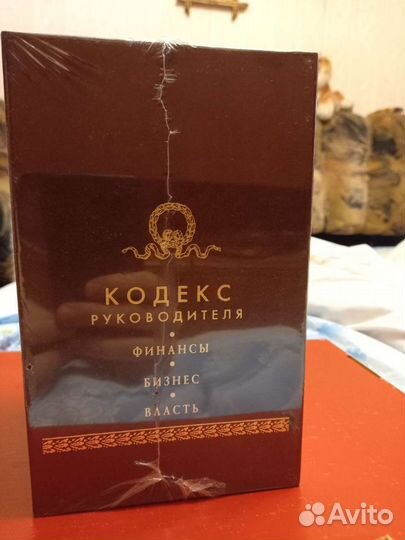 КОДЕКС
РУКОВОДИТЕЛЯ
• ФИНАНСЫ
• БИЗНЕС
• ВЛАСТЬ
Avito